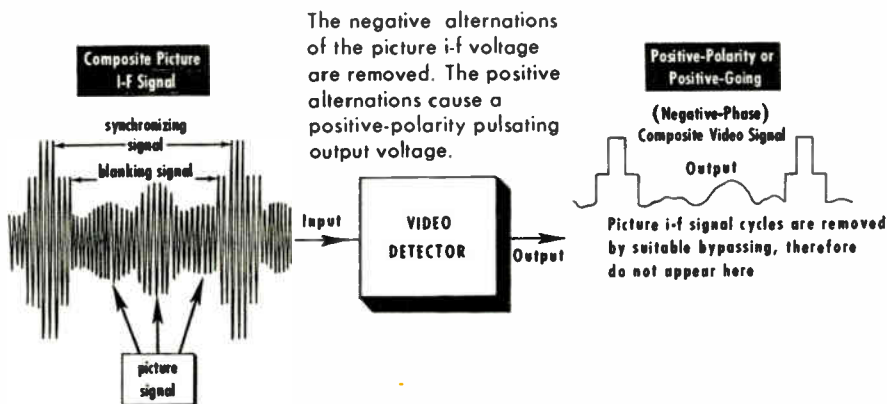 Composite Picture
I-F Signal
synchronizing
signal
blanking signal
picture
signal
The negative alternations
of the picture i-f voltage
are removed. The positive
alternations cause a
positive-polarity pulsating
output voltage.
Input
VIDEO
DETECTOR
Output
Positive-Polarity or
Positive-Going
(Negative-Phase)
Composite Video Signal
Output
Picture i-f signal cycles are removed
by suitable bypassing, therefore
do not appear here